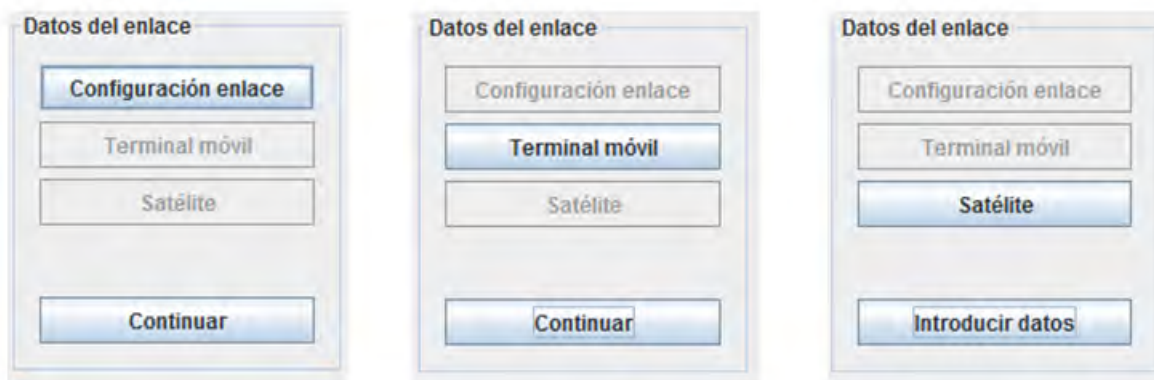 Datos del enlace
Configuración enlace
Terminal móvil
Satélite
Continuar
Datos del enlace
Configuración enlace
Terminal móvil
Satélite
Continuar
Datos del enlace
Configuración enlace
Terminal móvil
Satélite
Introducir datos